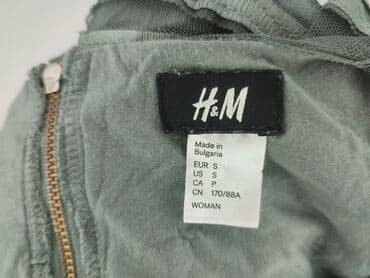 H&M
Made in
Bulgaria
EUR S
US S
CA P
CN 170/88A
WOMAN